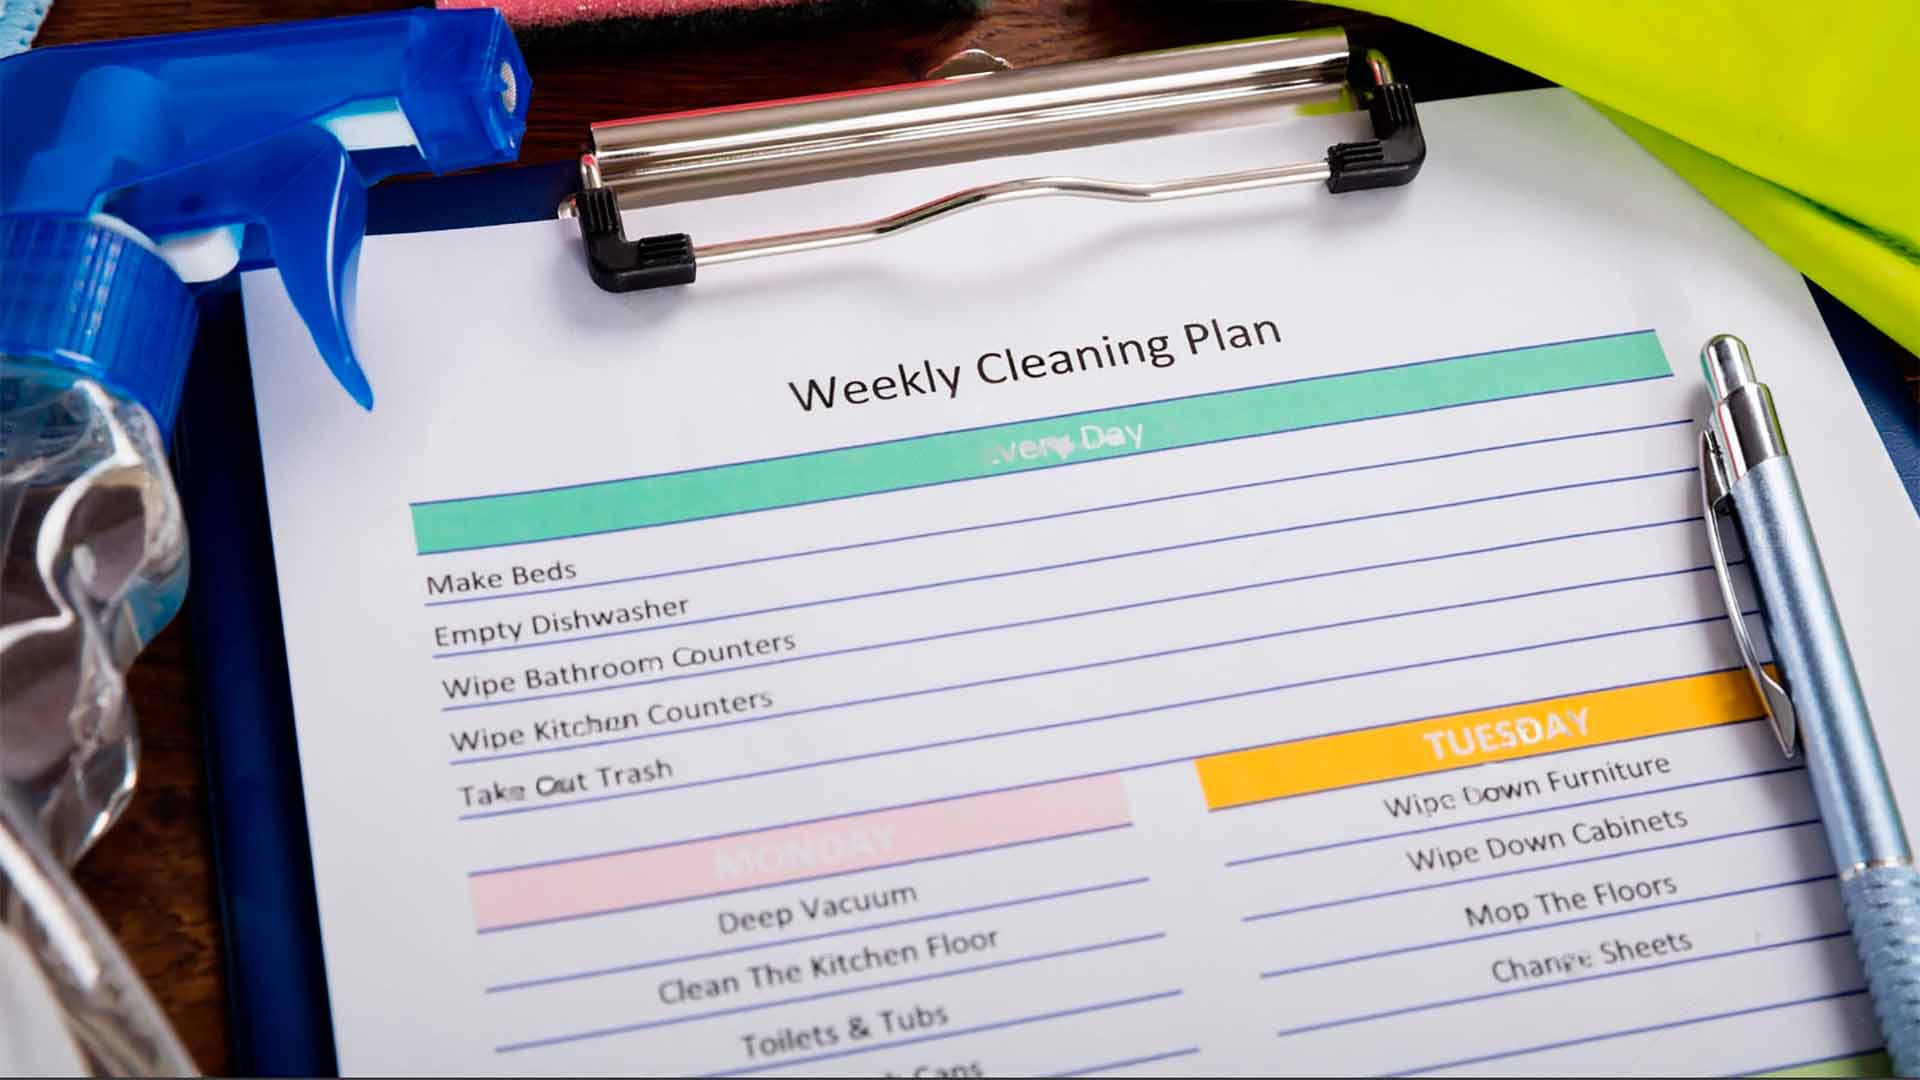 Weekly Cleaning Plan
Every Day
Make Beds
Empty Dishwasher
Wipe Bathroom Counters
Wipe Kitchen Counters
Take Out Trash
MONDAY
Deep Vacuum
Clean The Kitchen Floor
Toilets & Tubs
Cans
TUESDAY
Wipe Down Furniture
Wipe Down Cabinets
Mop The Floors
Change Sheets